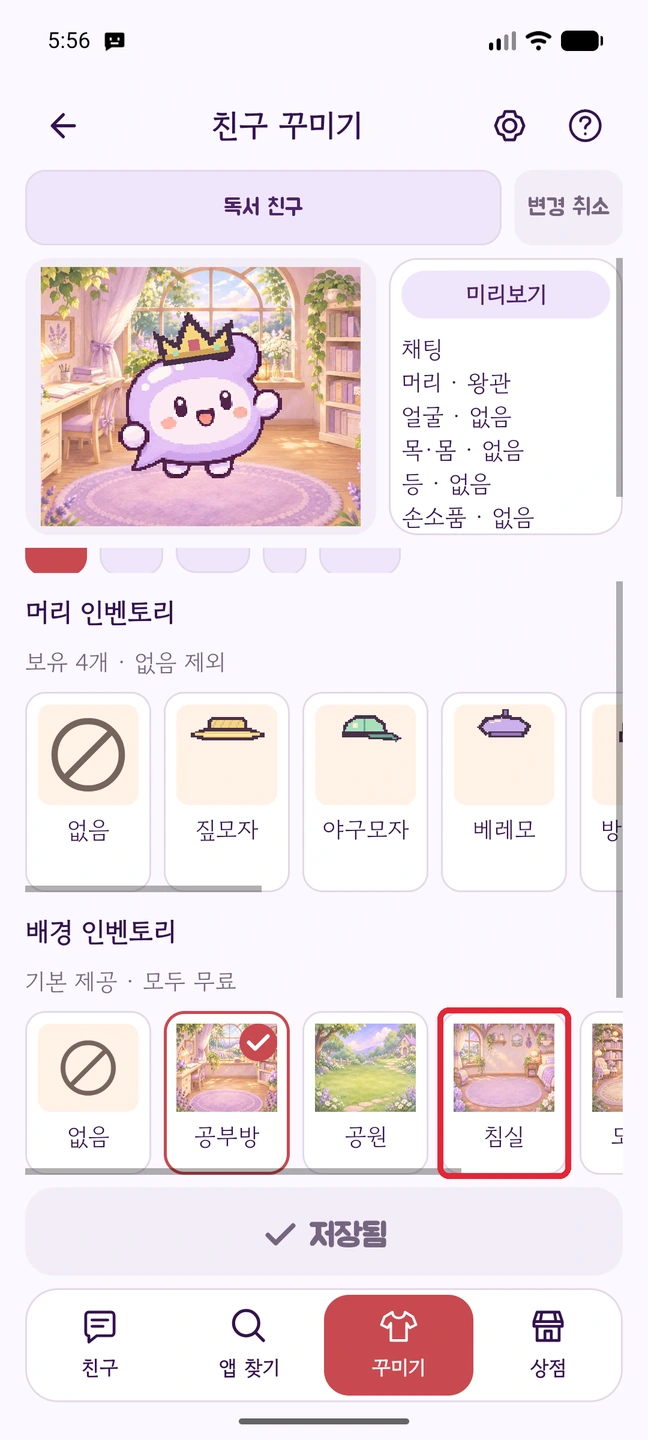 5:56
친구 꾸미기
독서 친구
변경 취소
미리보기
채팅
머리 · 왕관
얼굴 · 없음
목·몸 · 없음
등 · 없음
손소품 · 없음
머리 인벤토리
보유 4개 · 없음 제외
없음
짚모자
야구모자
베레모
방
배경 인벤토리
기본 제공 · 모두 무료
없음
공부방
공원
침실
저장됨
친구
앱 찾기
꾸미기
상점